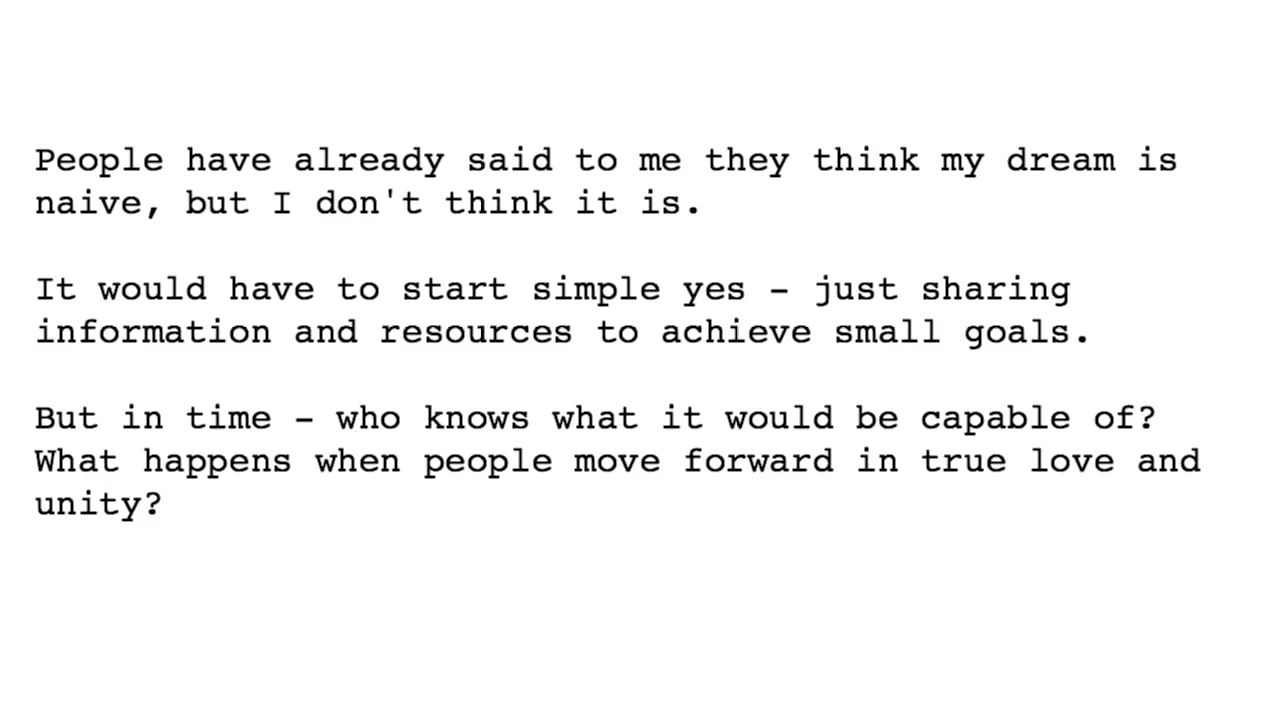 People have already said to me they think my dream is
naive, but I don't think it is.
It would have to start simple yes – just sharing
information and resources to achieve small goals.
But in time – who knows what it would be capable of?
What happens when people move forward in true love and
unity?